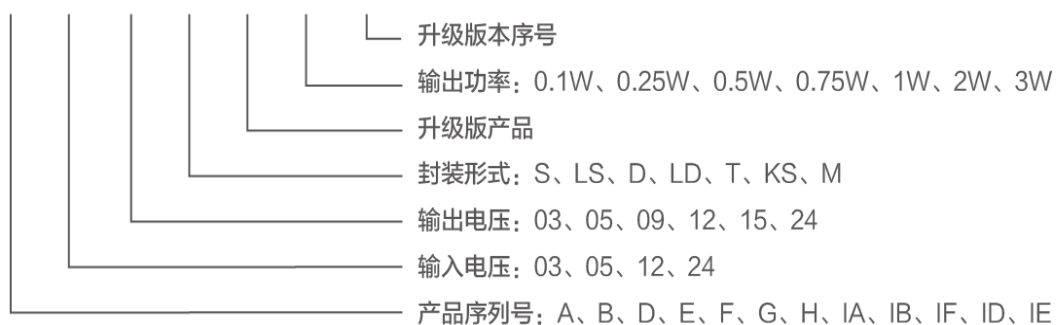 升级版本序号
输出功率：0.1W、0.25W、0.5W、0.75W、1W、2W、3W
升级版产品
封装形式：S、LS、D、LD、T、KS、M
输出电压：03、05、09、12、15、24
输入电压：03、05、12、24
产品序列号：A、B、D、E、F、G、H、IA、IB、IF、ID、IE